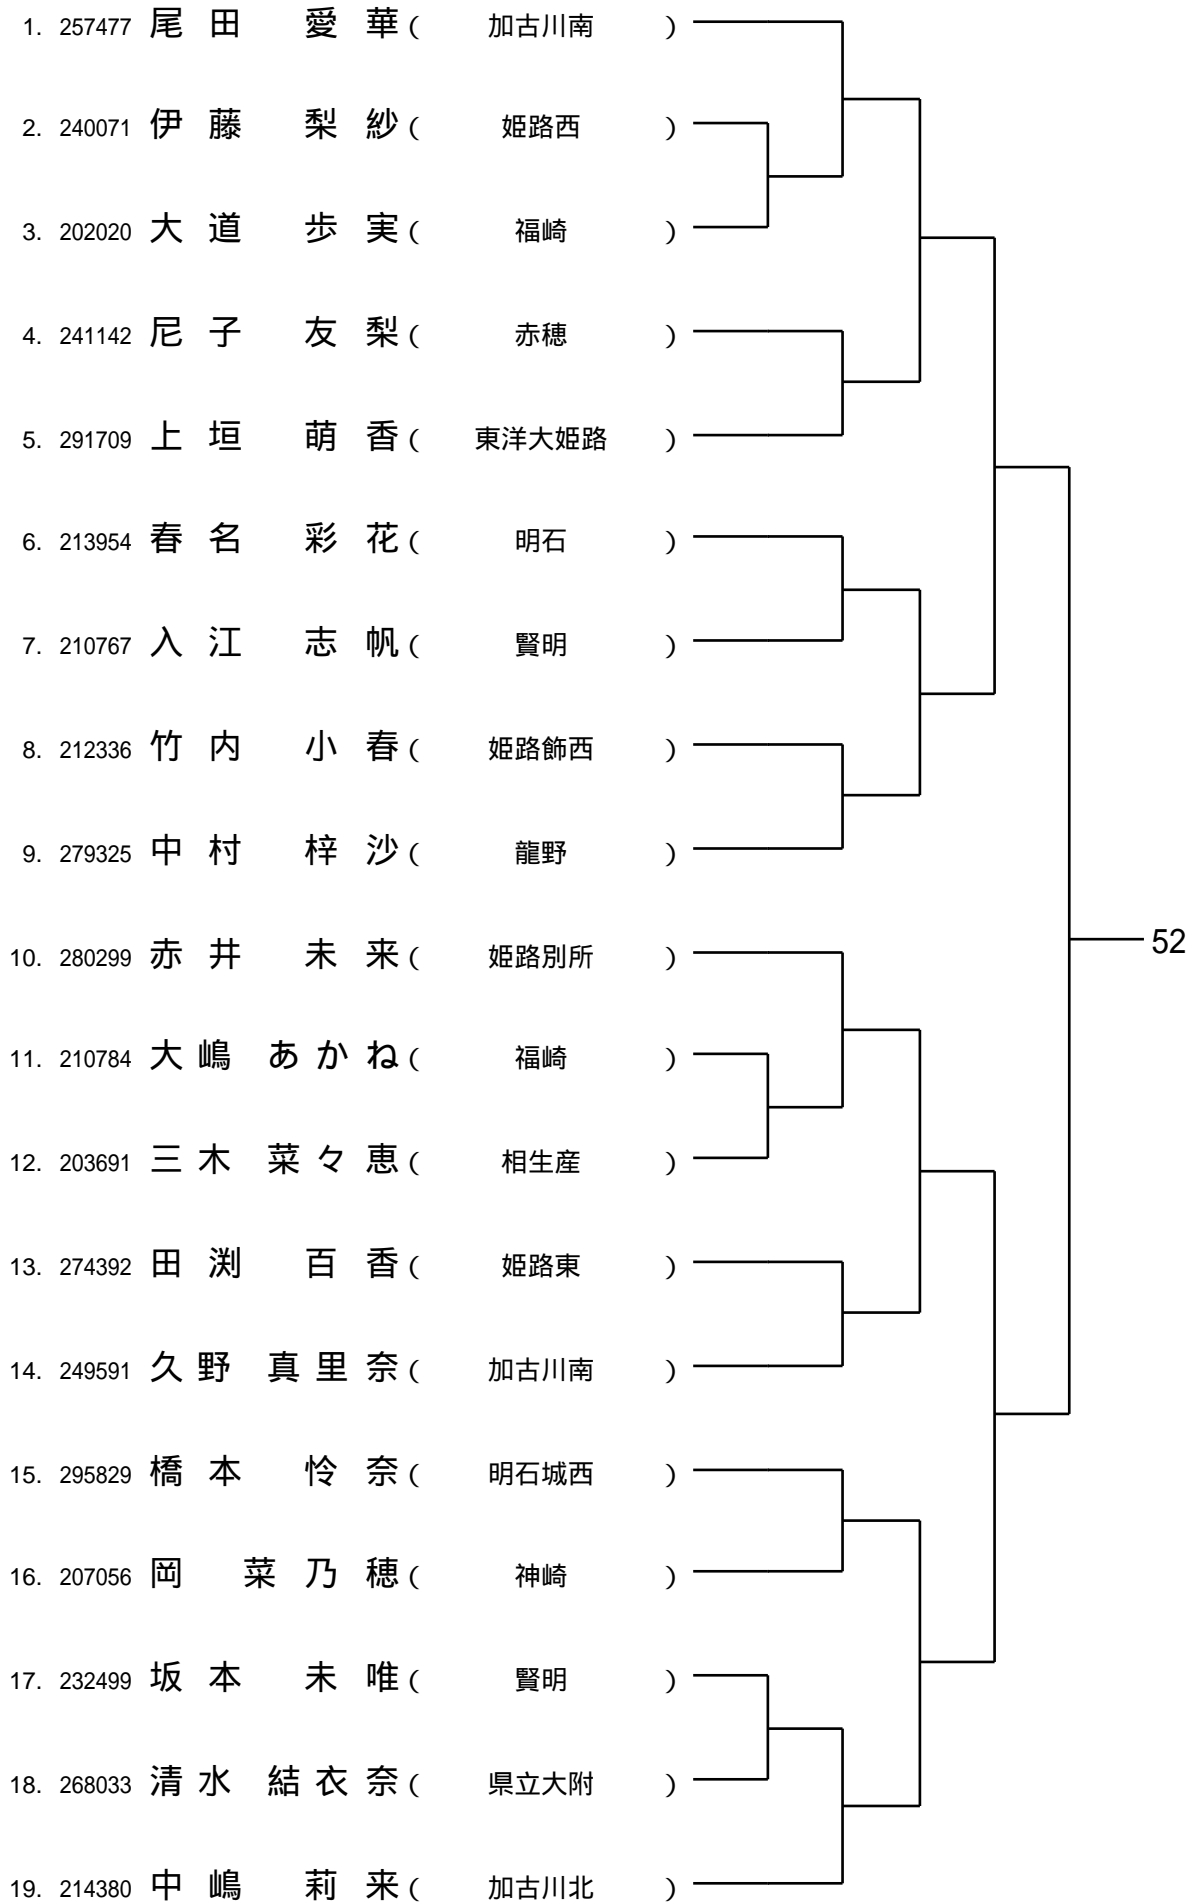 1. 257477 尾田 愛華( 加古川南 )
2. 240071 伊藤 梨紗( 姫路西 )
3. 202020 大道 歩実( 福崎 )
4. 241142 尼子 友梨( 赤穂 )
5. 291709 上垣 萌香( 東洋大姫路 )
6. 213954 春名 彩花( 明石 )
7. 210767 入江 志帆( 賢明 )
8. 212336 竹内 小春( 姫路飾西 )
9. 279325 中村 梓沙( 龍野 )
52
10. 280299 赤井 未来( 姫路別所 )
11. 210784 大嶋 あかね( 福崎 )
12. 203691 三木 菜々恵( 相生産 )
13. 274392 田渕 百香( 姫路東 )
14. 249591 久野 真里奈( 加古川南 )
15. 295829 橋本 怜奈( 明石城西 )
16. 207056 岡 菜乃穂( 神崎 )
17. 232499 坂本 未唯( 賢明 )
18. 268033 清水 結衣奈( 県立大附 )
19. 214380 中嶋 莉来( 加古川北 )